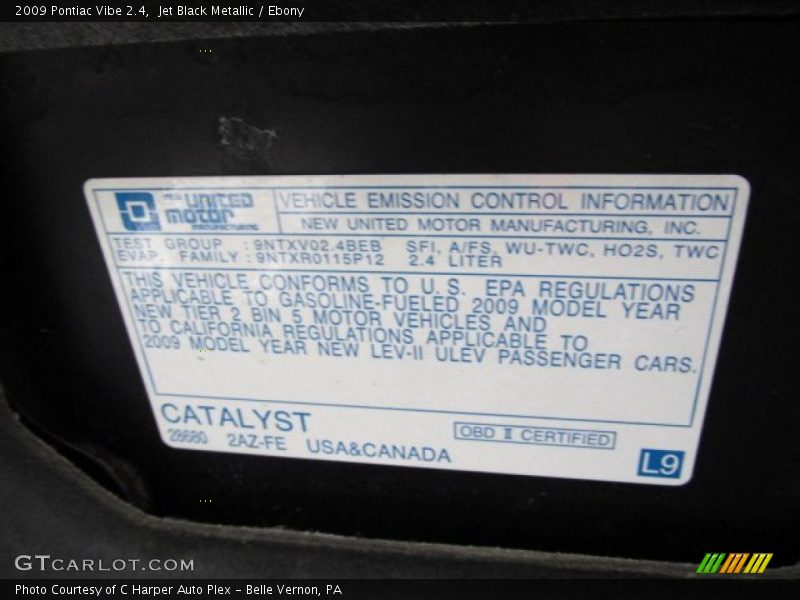 2009 Pontiac Vibe 2.4, Jet Black Metallic / Ebony
UNITED
MOTOR
MANUFACTURING
VEHICLE EMISSION CONTROL INFORMATION
NEW UNITED MOTOR MANUFACTURING, INC.
TEST GROUP : 9NTXV02.4BEB SFI, A/FS, WU-TWC, HO2S, TWC
EVAP. FAMILY : 9NTXR0115P12 2.4 LITER
THIS VEHICLE CONFORMS TO U.S. EPA REGULATIONS
APPLICABLE TO GASOLINE-FUELED 2009 MODEL YEAR
NEW TIER 2 BIN 5 MOTOR VEHICLES AND
TO CALIFORNIA REGULATIONS APPLICABLE TO
2009 MODEL YEAR NEW LEV-II ULEV PASSENGER CARS.
CATALYST
28680 2AZ-FE USA&CANADA
OBD II CERTIFIED
L9
GTCARLOT.COM
Photo Courtesy of C Harper Auto Plex - Belle Vernon, PA